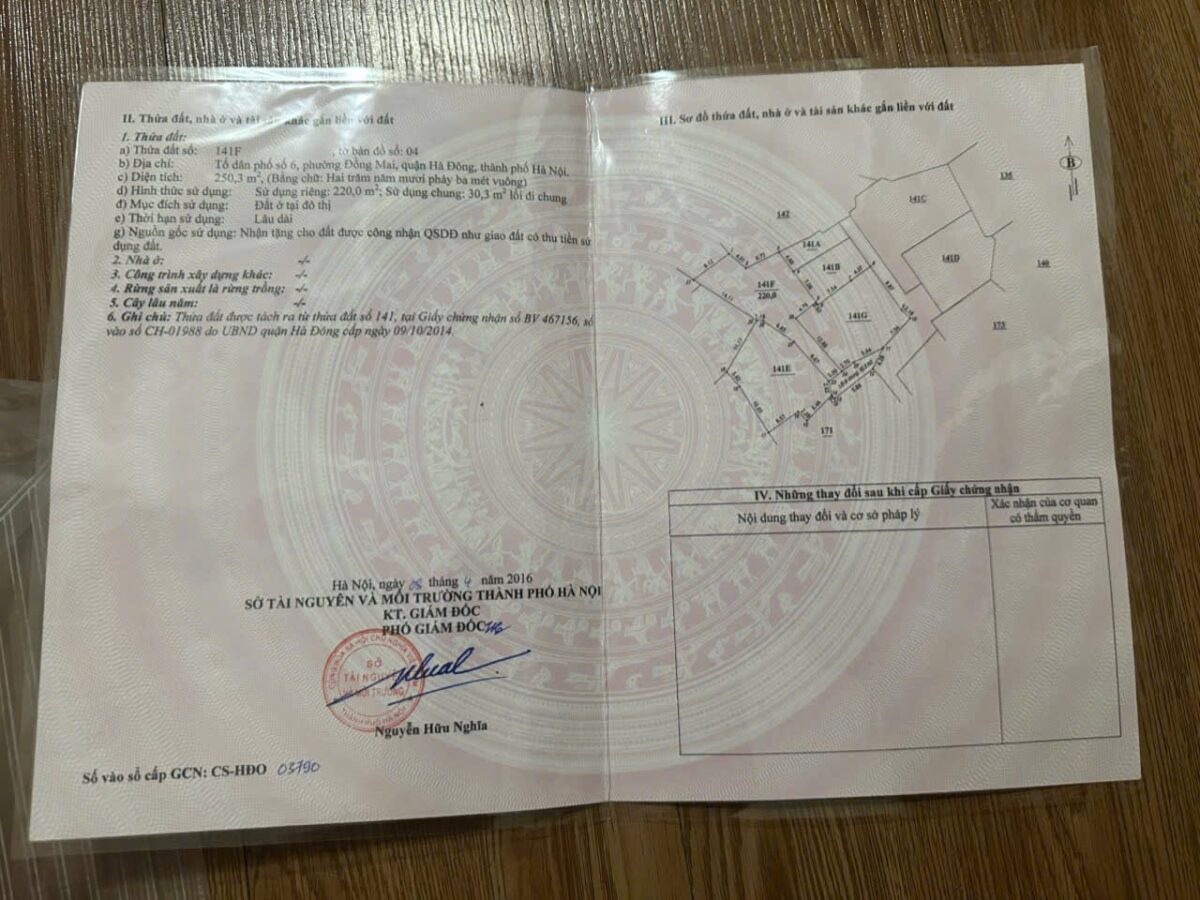 II. Thửa đất, nhà ở và tài sản khác gắn liền với đất
1. Thửa đất:
a) Thửa đất số: 141F , tờ bản đồ số: 04
b) Địa chỉ: Tổ dân phố số 6, phường Đồng Mai, quận Hà Đông, thành phố Hà Nội.
c) Diện tích: 250,3 m², (Bằng chữ: Hai trăm năm mươi phảy ba mét vuông)
d) Hình thức sử dụng: Sử dụng riêng: 220,0 m²; Sử dụng chung: 30,3 m² lối đi chung
đ) Mục đích sử dụng: Đất ở tại đô thị
e) Thời hạn sử dụng: Lâu dài
g) Nguồn gốc sử dụng: Nhận tặng cho đất được công nhận QSDĐ như giao đất có thu tiền sử
dụng đất.
2. Nhà ở: -/-
3. Công trình xây dựng khác: -/-
4. Rừng sản xuất là rừng trồng: -/-
5. Cây lâu năm: -/-
6. Ghi chú: Thửa đất được tách ra từ thửa đất số 141, tại Giấy chứng nhận số BV 467156, số
vào sổ CH-01988 do UBND quận Hà Đông cấp ngày 09/10/2014.
Hà Nội, ngày 08 tháng 4 năm 2016
SỞ TÀI NGUYÊN VÀ MÔI TRƯỜNG THÀNH PHỐ HÀ NỘI
KT. GIÁM ĐỐC
PHÓ GIÁM ĐỐC
SỞ
TÀI NGUYÊN
VÀ MÔI TRƯỜNG
THÀNH PHỐ HÀ NỘI
Nguyễn Hữu Nghĩa
Số vào sổ cấp GCN: CS-HĐO 03790
III. Sơ đồ thửa đất, nhà ở và tài sản khác gắn liền với đất
B
135
141C
142
141A
141D
140
141B
141F
220,0
141G
173
141E
171
IV. Những thay đổi sau khi cấp Giấy chứng nhận
Nội dung thay đổi và cơ sở pháp lý
Xác nhận của cơ quan
có thẩm quyền